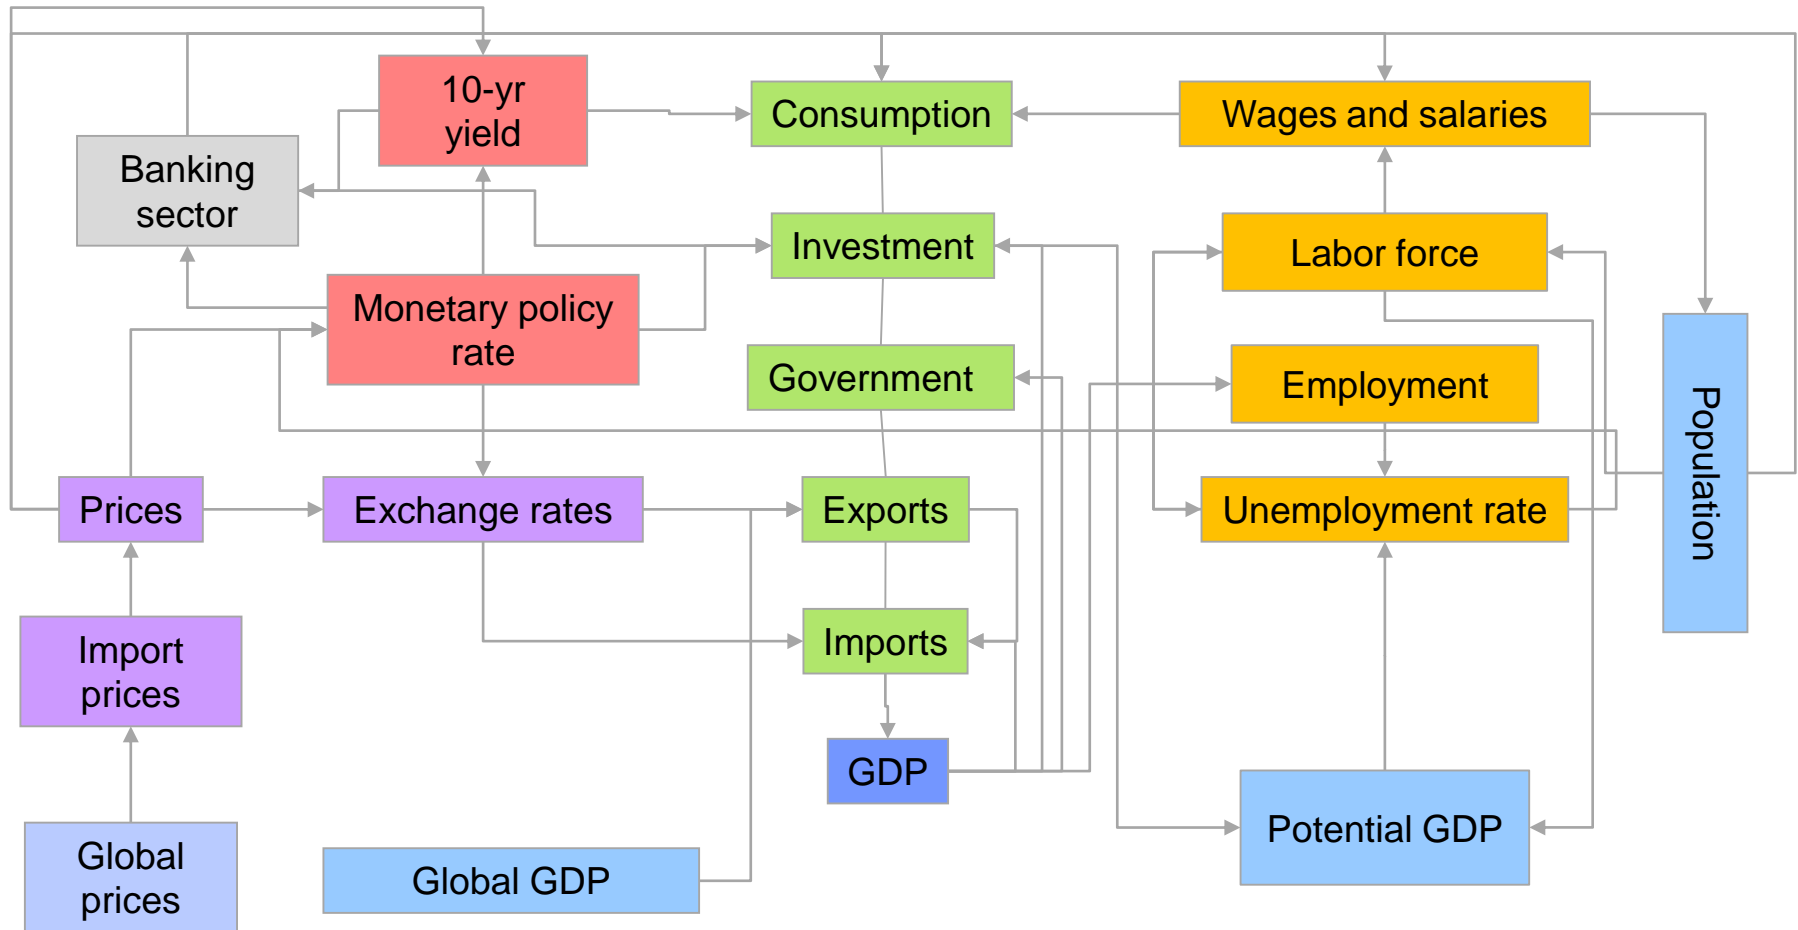 10-yr
yield
Consumption
Wages and salaries
Banking
sector
Investment
Labor force
Monetary policy
rate
Government
Employment
Population
Prices
Exchange rates
Exports
Unemployment rate
Import
prices
Imports
GDP
Potential GDP
Global
prices
Global GDP